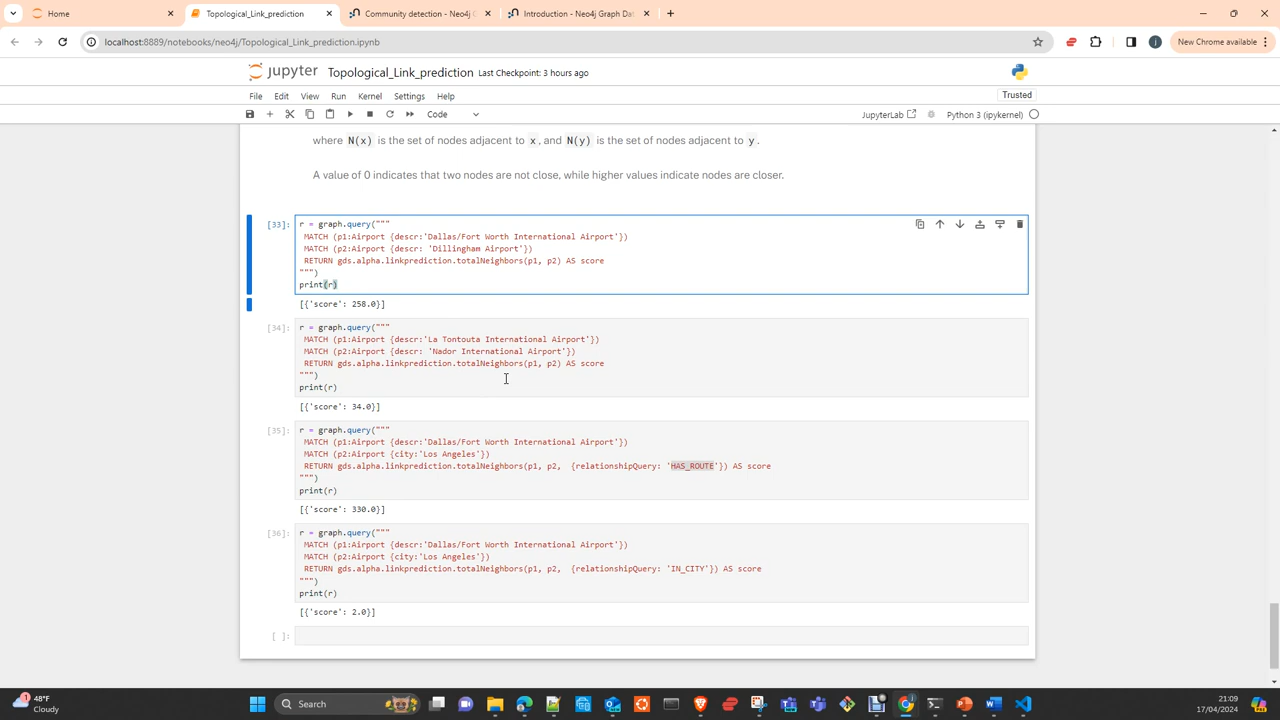 Home
Topological_Link_prediction
Community detection - Neo4j G
Introduction - Neo4j Graph Dat
localhost:8889/notebooks/neo4j/Topological_Link_prediction.ipynb
New Chrome available
jupyter Topological_Link_prediction Last Checkpoint: 3 hours ago
File Edit View Run Kernel Settings Help
Trusted
Code
JupyterLab
Python 3 (ipykernel)
where N(x) is the set of nodes adjacent to x, and N(y) is the set of nodes adjacent to y.
A value of 0 indicates that two nodes are not close, while higher values indicate nodes are closer.
[33]: r = graph.query("""
MATCH (p1:Airport {descr:'Dallas/Fort Worth International Airport'})
MATCH (p2:Airport {descr: 'Dillingham Airport'})
RETURN gds.alpha.linkprediction.totalNeighbors(p1, p2) AS score
""")
print(r)
[{'score': 258.0}]
[34]: r = graph.query("""
MATCH (p1:Airport {descr:'La Tontouta International Airport'})
MATCH (p2:Airport {descr: 'Nador International Airport'})
RETURN gds.alpha.linkprediction.totalNeighbors(p1, p2) AS score
""")
print(r)
[{'score': 34.0}]
[35]: r = graph.query("""
MATCH (p1:Airport {descr:'Dallas/Fort Worth International Airport'})
MATCH (p2:Airport {city:'Los Angeles'})
RETURN gds.alpha.linkprediction.totalNeighbors(p1, p2, {relationshipQuery: 'HAS_ROUTE'}) AS score
""")
print(r)
[{'score': 330.0}]
[36]: r = graph.query("""
MATCH (p1:Airport {descr:'Dallas/Fort Worth International Airport'})
MATCH (p2:Airport {city:'Los Angeles'})
RETURN gds.alpha.linkprediction.totalNeighbors(p1, p2, {relationshipQuery: 'IN_CITY'}) AS score
""")
print(r)
[{'score': 2.0}]
[ ]:
48°F
Cloudy
Search
21:09
17/04/2024